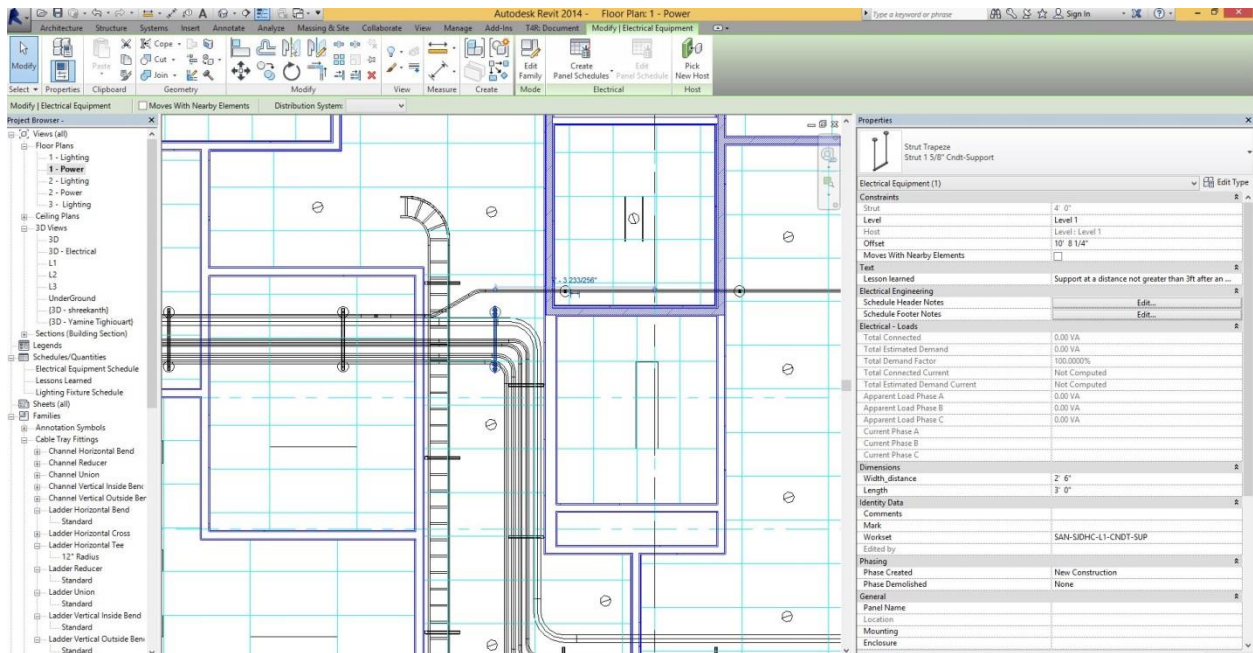 Autodesk Revit 2014 - Floor Plan: 1 - Power
Type a keyword or phrase
Sign In
Architecture Structure Systems Insert Annotate Analyze Massing & Site Collaborate View Manage Add-Ins T4R: Document Modify | Electrical Equipment
Modify
Paste
Cope
Cut
Join
Edit Family
Create Panel Schedules
Edit Panel Schedule
Pick New Host
Select Properties Clipboard Geometry Modify View Measure Create Mode Electrical Host
Modify | Electrical Equipment
Moves With Nearby Elements
Distribution System:
Project Browser -
Views (all)
Floor Plans
1 - Lighting
1 - Power
2 - Lighting
2 - Power
3 - Lighting
Ceiling Plans
3D Views
3D
3D - Electrical
L1
L2
L3
UnderGround
{3D - shreekanth}
{3D - Yamine Tighiouart}
Sections (Building Section)
Legends
Schedules/Quantities
Electrical Equipment Schedule
Lessons Learned
Lighting Fixture Schedule
Sheets (all)
Families
Annotation Symbols
Cable Tray Fittings
Channel Horizontal Bend
Channel Reducer
Channel Union
Channel Vertical Inside Benc
Channel Vertical Outside Ber
Ladder Horizontal Bend
Standard
Ladder Horizontal Cross
Ladder Horizontal Tee
12" Radius
Ladder Reducer
Standard
Ladder Union
Standard
Ladder Vertical Inside Bend
Standard
Ladder Vertical Outside Ben
Standard
- 3 233/256"
Properties
Strut Trapeze
Strut 1 5/8" Cndt-Support
Electrical Equipment (1)
Edit Type
Constraints
Strut 4' 0"
Level Level 1
Host Level : Level 1
Offset 10' 8 1/4"
Moves With Nearby Elements
Text
Lesson learned Support at a distance not greater than 3ft after an ...
Electrical Engineering
Schedule Header Notes Edit...
Schedule Footer Notes Edit...
Electrical - Loads
Total Connected 0.00 VA
Total Estimated Demand 0.00 VA
Total Demand Factor 100.0000%
Total Connected Current Not Computed
Total Estimated Demand Current Not Computed
Apparent Load Phase A 0.00 VA
Apparent Load Phase B 0.00 VA
Apparent Load Phase C 0.00 VA
Current Phase A
Current Phase B
Current Phase C
Dimensions
Width_distance 2' 6"
Length 3' 0"
Identity Data
Comments
Mark
Workset SAN-SJDHC-L1-CNDT-SUP
Edited by
Phasing
Phase Created New Construction
Phase Demolished None
General
Panel Name
Location
Mounting
Enclosure